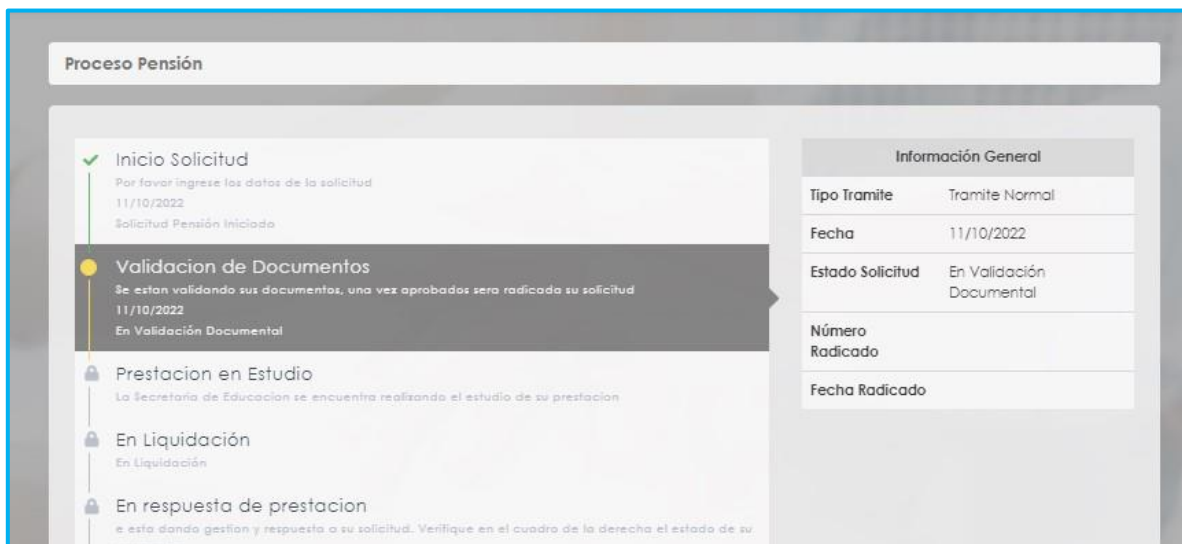 Proceso Pensión
Inicio Solicitud
Por favor ingrese los datos de la solicitud
11/10/2022
Solicitud Pensión Iniciada
Validacion de Documentos
Se estan validando sus documentos, una vez aprobados sera radicada su solicitud
11/10/2022
En Validación Documental
Prestacion en Estudio
La Secretaria de Educacion se encuentra realizando el estudio de su prestacion
En Liquidación
En Liquidación
En respuesta de prestacion
e esta dando gestion y respuesta a su solicitud. Verifique en el cuadro de la derecha el estado de su
Información General
Tipo Tramite Tramite Normal
Fecha 11/10/2022
Estado Solicitud En Validación
Documental
Número
Radicado
Fecha Radicado